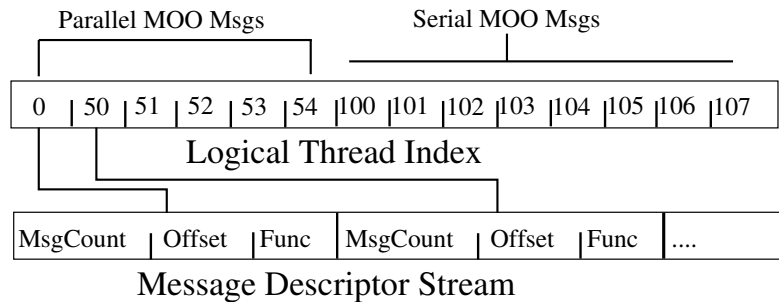 Parallel MOO Msgs Serial MOO Msgs
0 50 51 52 53 54 100 101 102 103 104 105 106 107
Logical Thread Index
MsgCount Offset Func MsgCount Offset Func ....
Message Descriptor Stream